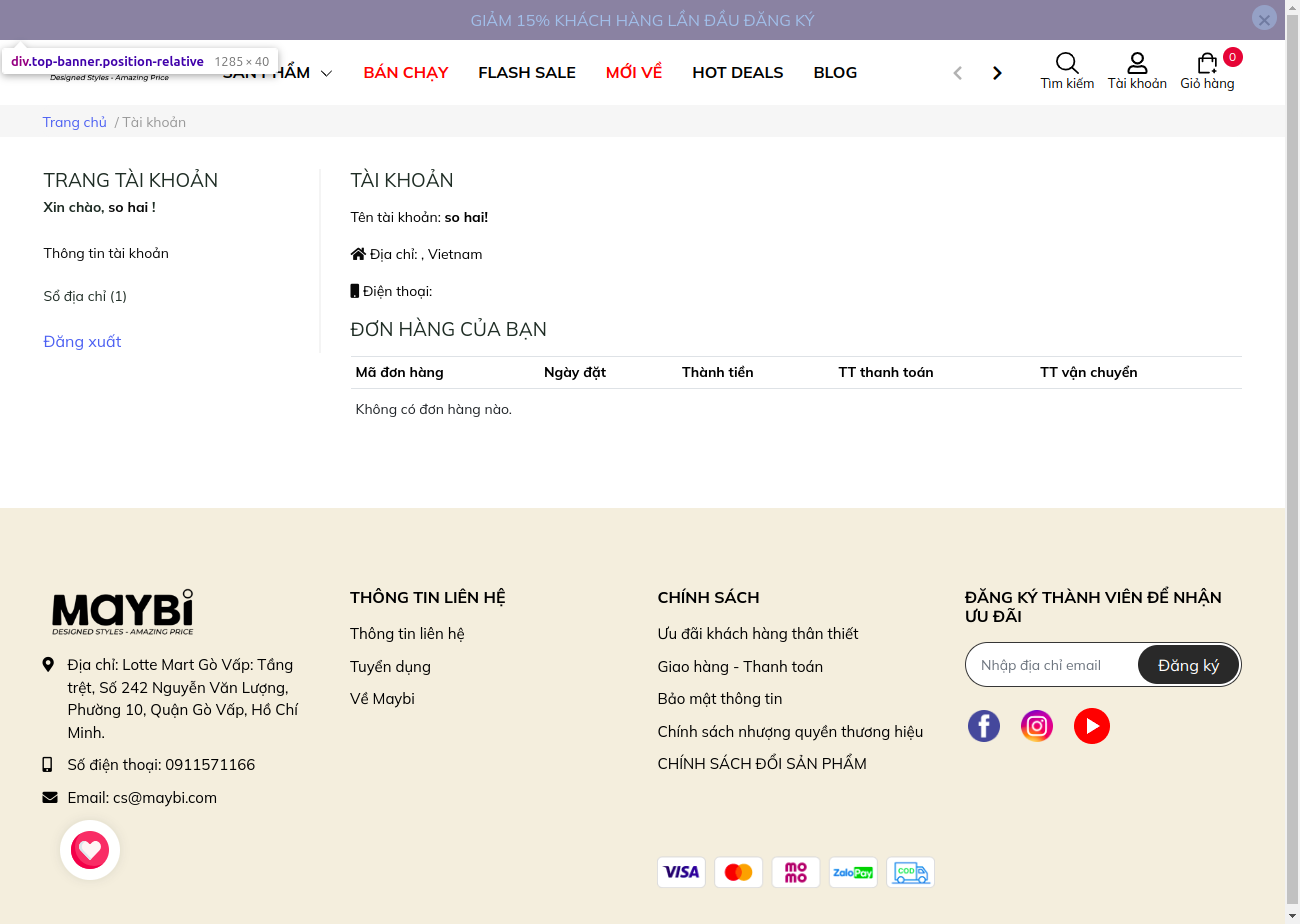 GIẢM 15% KHÁCH HÀNG LẦN ĐẦU ĐĂNG KÝ
div.top-banner.position-relative 1285 × 40
Designed Styles - Amazing Price
SẢN PHẨM
BÁN CHẠY
FLASH SALE
MỚI VỀ
HOT DEALS
BLOG
Tìm kiếm
Tài khoản
0
Giỏ hàng
Trang chủ / Tài khoản
TRANG TÀI KHOẢN
Xin chào, so hai !
Thông tin tài khoản
Sổ địa chỉ (1)
Đăng xuất
TÀI KHOẢN
Tên tài khoản: so hai!
Địa chỉ: , Vietnam
Điện thoại:
ĐƠN HÀNG CỦA BẠN
Mã đơn hàng Ngày đặt Thành tiền TT thanh toán TT vận chuyển
Không có đơn hàng nào.
MAYBI
DESIGNED STYLES - AMAZING PRICE
Địa chỉ: Lotte Mart Gò Vấp: Tầng
trệt, Số 242 Nguyễn Văn Lượng,
Phường 10, Quận Gò Vấp, Hồ Chí
Minh.
Số điện thoại: 0911571166
Email: cs@maybi.com
THÔNG TIN LIÊN HỆ
Thông tin liên hệ
Tuyển dụng
Về Maybi
CHÍNH SÁCH
Ưu đãi khách hàng thân thiết
Giao hàng - Thanh toán
Bảo mật thông tin
Chính sách nhượng quyền thương hiệu
CHÍNH SÁCH ĐỔI SẢN PHẨM
ĐĂNG KÝ THÀNH VIÊN ĐỂ NHẬN
ƯU ĐÃI
Nhập địa chỉ email
Đăng ký
VISA
mo
mo
ZaloPay
COD